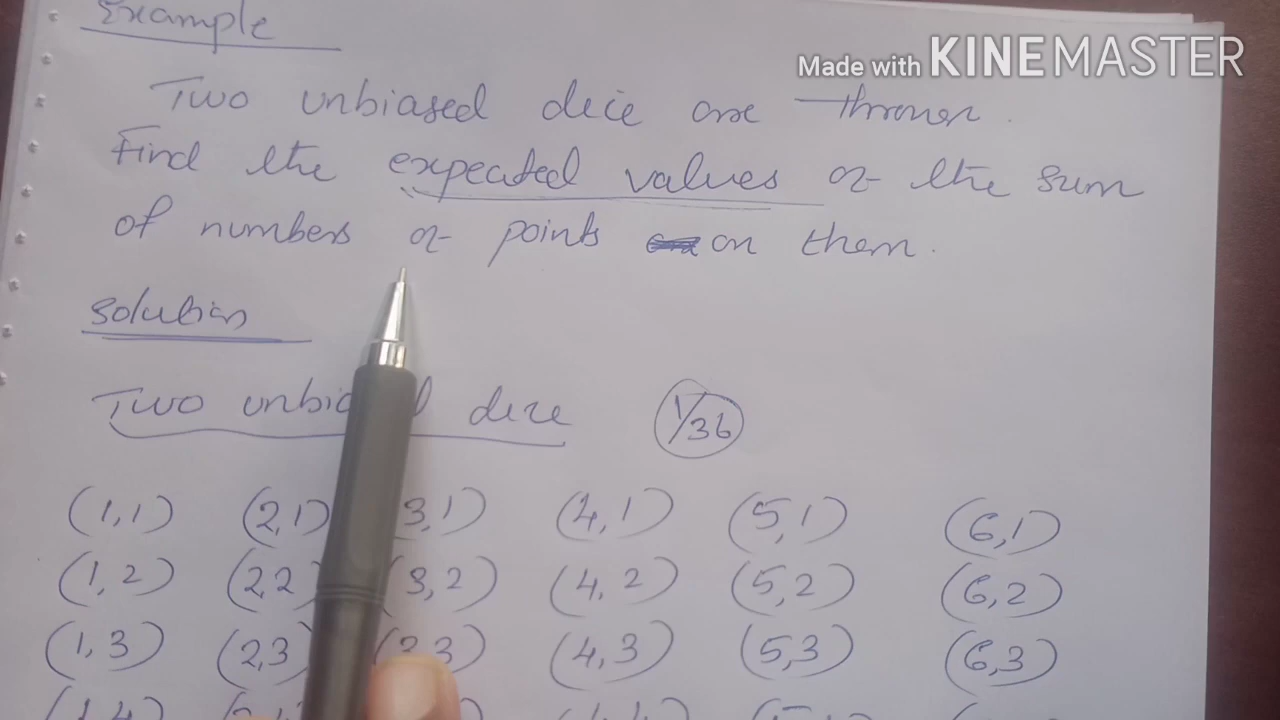 Example
Made with KINEMASTER
Two unbiased dice are thrown.
Find the expected values of the sum
of numbers of points on them.
Solution
Two dice 1/36
(1,1) (2,1) 3,1) (4,1) (5,1) (6,1)
(1,2) (2,2 3,2) (4,2) (5,2) (6,2)
(1,3) (2,3 3) (4,3) (5,3) (6,3)